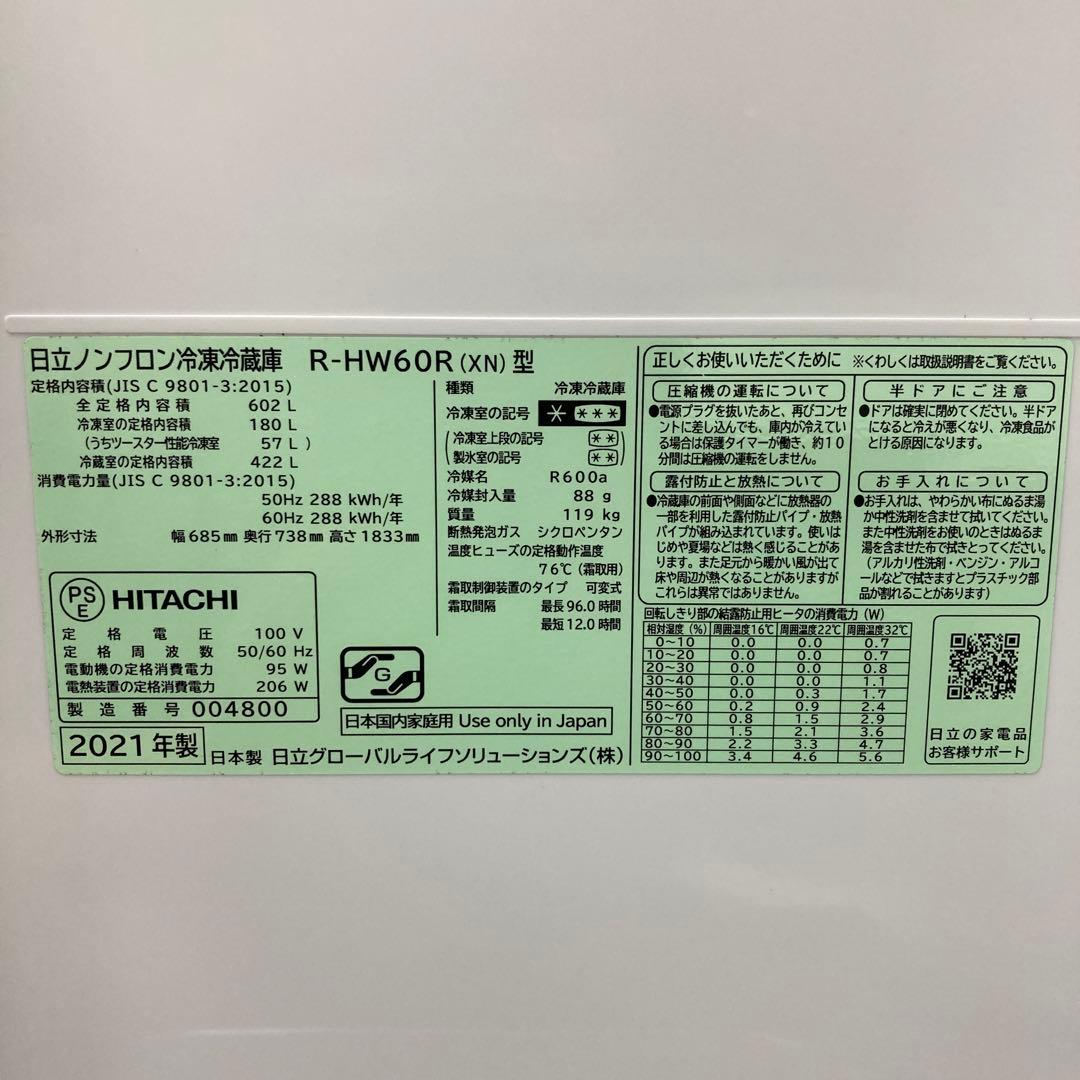 日立ノンフロン冷凍冷蔵庫 R-HW60R(XN)型
定格内容積(JIS C 9801-3:2015)
全定格内容積 602 L
冷凍室の定格内容積 180 L
(うちツースター性能冷凍室 57 L )
冷蔵室の定格内容積 422 L
消費電力量(JIS C 9801-3:2015)
50Hz 288 kWh/年
60Hz 288 kWh/年
外形寸法 幅 685㎜ 奥行 738㎜ 高さ 1833㎜
PS
E
HITACHI
定格電圧 100 V
定格周波数 50/60 Hz
電動機の定格消費電力 95 W
電熱装置の定格消費電力 206 W
製造番号 004800
2021年製
日本製 日立グローバルライフソリューションズ(株)
種類 冷凍冷蔵庫
冷凍室の記号 * ***
(冷凍室上段の記号 **
製氷室の記号 **)
冷媒名 R600a
冷媒封入量 88 g
質量 119 kg
断熱発泡ガス シクロペンタン
温度ヒューズの定格動作温度
76℃(霜取用)
霜取制御装置のタイプ 可変式
霜取間隔 最長 96.0 時間
最短 12.0 時間
G
日本国内家庭用 Use only in Japan
正しくお使いいただくために ※くわしくは取扱説明書をご覧ください。
圧縮機の運転について
●電源プラグを抜いたあと、再びコンセ
ントに差し込んでも、庫内が冷えてい
る場合は保護タイマーが働き、約10
分間は圧縮機の運転をしません。
露付防止と放熱について
●冷蔵庫の前面や側面などに放熱器の
一部を利用した露付防止パイプ・放熱
パイプが組み込まれています。使いは
じめや夏場などは熱く感じることがあ
ります。また足元から暖かい風が出て
床や周辺が熱くなることがありますが
これらは異常ではありません。
半ドアにご注意
●ドアは確実に閉めてください。半ドア
になると冷えが悪くなり、冷凍食品が
とける原因になります。
お手入れについて
●お手入れは、やわらかい布にぬるま湯
か中性洗剤を含ませて拭いてください。
また中性洗剤をお使いのときはぬるま
湯を含ませた布で拭きとってください。
(アルカリ性洗剤・ベンジン・アルコ
ールなどで拭きますとプラスチック部
品が割れることがあります)
回転しきり部の結露防止用ヒータの消費電力(W)
相対湿度(%) 周囲温度16℃ 周囲温度22℃ 周囲温度32℃
0～10 0.0 0.0 0.7
10～20 0.0 0.0 0.7
20～30 0.0 0.0 0.8
30～40 0.0 0.0 1.1
40～50 0.0 0.3 1.7
50～60 0.2 0.9 2.4
60～70 0.8 1.5 2.9
70～80 1.5 2.1 3.6
80～90 2.2 3.3 4.7
90～100 3.4 4.6 5.6
日立の家電品
お客様サポート